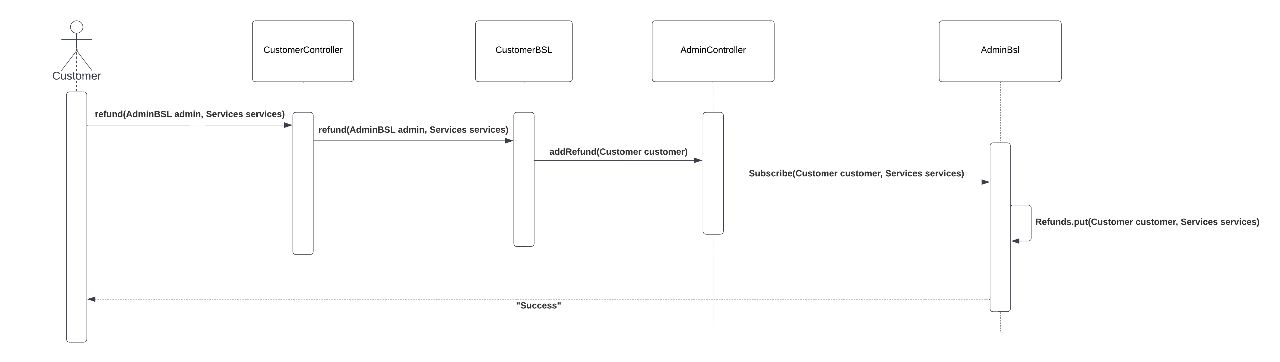 CustomerController
CustomerBSL
AdminController
AdminBsl
Customer
refund(AdminBSL admin, Services services)
refund(AdminBSL admin, Services services)
addRefund(Customer customer)
Subscribe(Customer customer, Services services)
Refunds.put(Customer customer, Services services)
"Success"